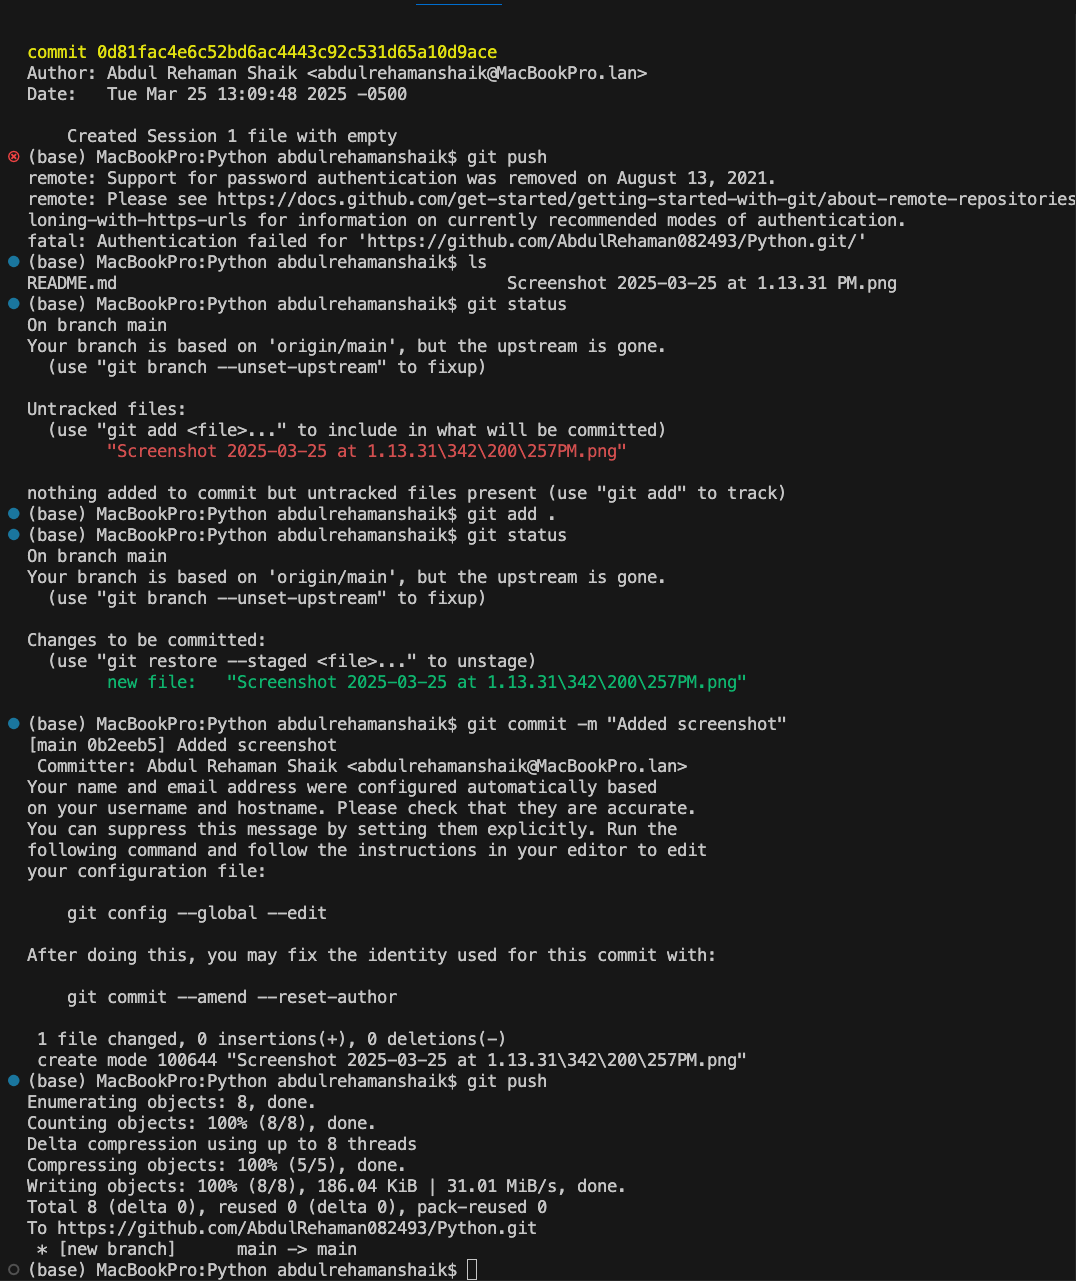 commit 0d81fac4e6c52bd6ac4443c92c531d65a10d9ace
Author: Abdul Rehaman Shaik <abdulrehamanshaik@MacBookPro.lan>
Date:   Tue Mar 25 13:09:48 2025 -0500

    Created Session 1 file with empty
(base) MacBookPro:Python abdulrehamanshaik$ git push
remote: Support for password authentication was removed on August 13, 2021.
remote: Please see https://docs.github.com/get-started/getting-started-with-git/about-remote-repositories
loning-with-https-urls for information on currently recommended modes of authentication.
fatal: Authentication failed for 'https://github.com/AbdulRehaman082493/Python.git/'
(base) MacBookPro:Python abdulrehamanshaik$ ls
README.md                                       Screenshot 2025-03-25 at 1.13.31 PM.png
(base) MacBookPro:Python abdulrehamanshaik$ git status
On branch main
Your branch is based on 'origin/main', but the upstream is gone.
  (use "git branch --unset-upstream" to fixup)

Untracked files:
  (use "git add <file>..." to include in what will be committed)
        "Screenshot 2025-03-25 at 1.13.31\342\200\257PM.png"

nothing added to commit but untracked files present (use "git add" to track)
(base) MacBookPro:Python abdulrehamanshaik$ git add .
(base) MacBookPro:Python abdulrehamanshaik$ git status
On branch main
Your branch is based on 'origin/main', but the upstream is gone.
  (use "git branch --unset-upstream" to fixup)

Changes to be committed:
  (use "git restore --staged <file>..." to unstage)
        new file:   "Screenshot 2025-03-25 at 1.13.31\342\200\257PM.png"

(base) MacBookPro:Python abdulrehamanshaik$ git commit -m "Added screenshot"
[main 0b2eeb5] Added screenshot
 Committer: Abdul Rehaman Shaik <abdulrehamanshaik@MacBookPro.lan>
Your name and email address were configured automatically based
on your username and hostname. Please check that they are accurate.
You can suppress this message by setting them explicitly. Run the
following command and follow the instructions in your editor to edit
your configuration file:

    git config --global --edit

After doing this, you may fix the identity used for this commit with:

    git commit --amend --reset-author

 1 file changed, 0 insertions(+), 0 deletions(-)
 create mode 100644 "Screenshot 2025-03-25 at 1.13.31\342\200\257PM.png"
(base) MacBookPro:Python abdulrehamanshaik$ git push
Enumerating objects: 8, done.
Counting objects: 100% (8/8), done.
Delta compression using up to 8 threads
Compressing objects: 100% (5/5), done.
Writing objects: 100% (8/8), 186.04 KiB | 31.01 MiB/s, done.
Total 8 (delta 0), reused 0 (delta 0), pack-reused 0
To https://github.com/AbdulRehaman082493/Python.git
 * [new branch]      main -> main
(base) MacBookPro:Python abdulrehamanshaik$